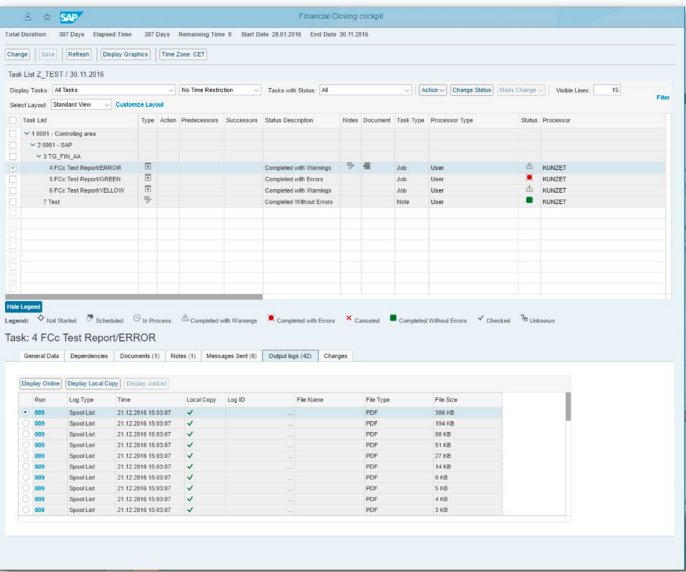 SAP Financial Closing cockpit
Total Duration 307 Days Elapsed Time 307 Days Remaining Time 0 Start Date 28.01.2016 End Date 30.11.2016
Change Save Refresh Display Graphics Time Zone: CET
Task List Z_TEST / 30.11.2016
Display Tasks: All Tasks No Time Restriction Tasks with Status: All Action Change Status Mass Change Visible Lines: 15
Filter
Select Layout: Standard View Customize Layout
Task List Type Action Predecessors Successors Status Description Notes Document Task Type Processor Type Status Processor
1 0001 - Controlling area
2 0001 - SAP
3 TG_FIN_AA
4 FCc Test Report/ERROR Completed with Warnings Job User KUNZET
5 FCc Test Report/GREEN Completed with Errors Job User KUNZET
6 FCc Test Report/YELLOW Completed with Warnings Job User KUNZET
7 Test Completed Without Errors Note User KUNZET
Hide Legend
Legend: Not Started Scheduled In Process Completed with Warnings Completed with Errors Canceled Completed Without Errors Checked Unknown
Task: 4 FCc Test Report/ERROR
General Data Dependencies Documents (1) Notes (1) Messages Sent (0) Output logs (42) Changes
Display Online Display Local Copy Display JobList
Run Log Type Time Local Copy Log ID File Name File Type File Size
009 Spool List 21.12.2016 15:03:07 ... PDF 386 KB
009 Spool List 21.12.2016 15:03:07 ... PDF 194 KB
009 Spool List 21.12.2016 15:03:07 ... PDF 98 KB
009 Spool List 21.12.2016 15:03:07 ... PDF 51 KB
009 Spool List 21.12.2016 15:03:07 ... PDF 27 KB
009 Spool List 21.12.2016 15:03:07 ... PDF 14 KB
009 Spool List 21.12.2016 15:03:07 ... PDF 9 KB
009 Spool List 21.12.2016 15:03:07 ... PDF 5 KB
009 Spool List 21.12.2016 15:03:07 ... PDF 4 KB
009 Spool List 21.12.2016 15:03:07 ... PDF 3 KB